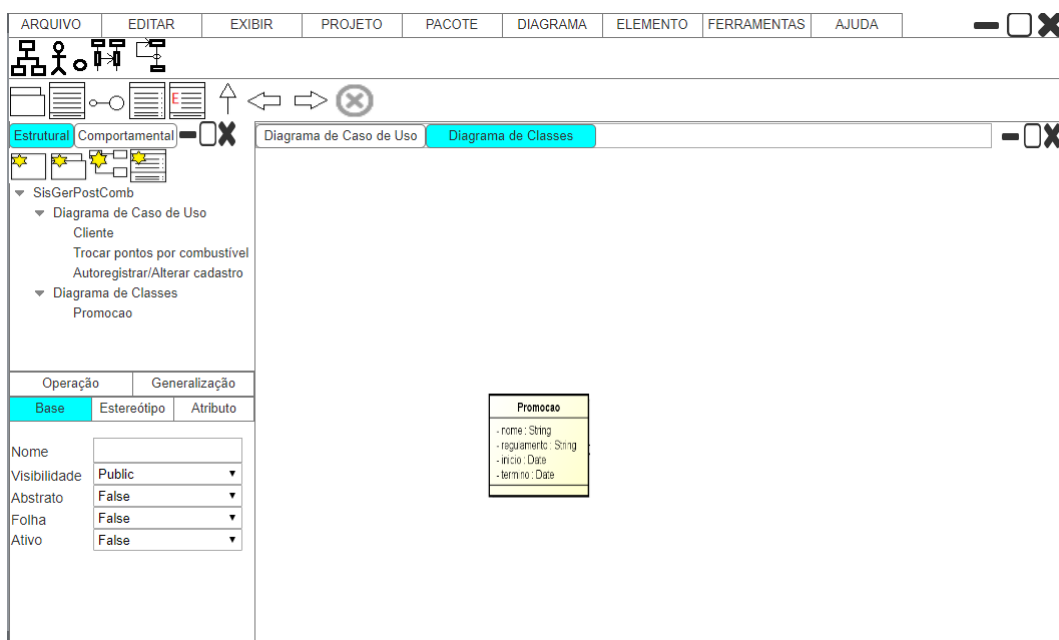 ARQUIVO EDITAR EXIBIR PROJETO PACOTE DIAGRAMA ELEMENTO FERRAMENTAS AJUDA
E
Estrutural Comportamental
Diagrama de Caso de Uso Diagrama de Classes
SisGerPostComb
Diagrama de Caso de Uso
Cliente
Trocar pontos por combustível
Autoregistrar/Alterar cadastro
Diagrama de Classes
Promocao
Operação Generalização
Base Estereótipo Atributo
Nome
Visibilidade Public
Abstrato False
Folha False
Ativo False
Promocao
- nome : String
- regulamento : String
- inicio : Date
- termino : Date